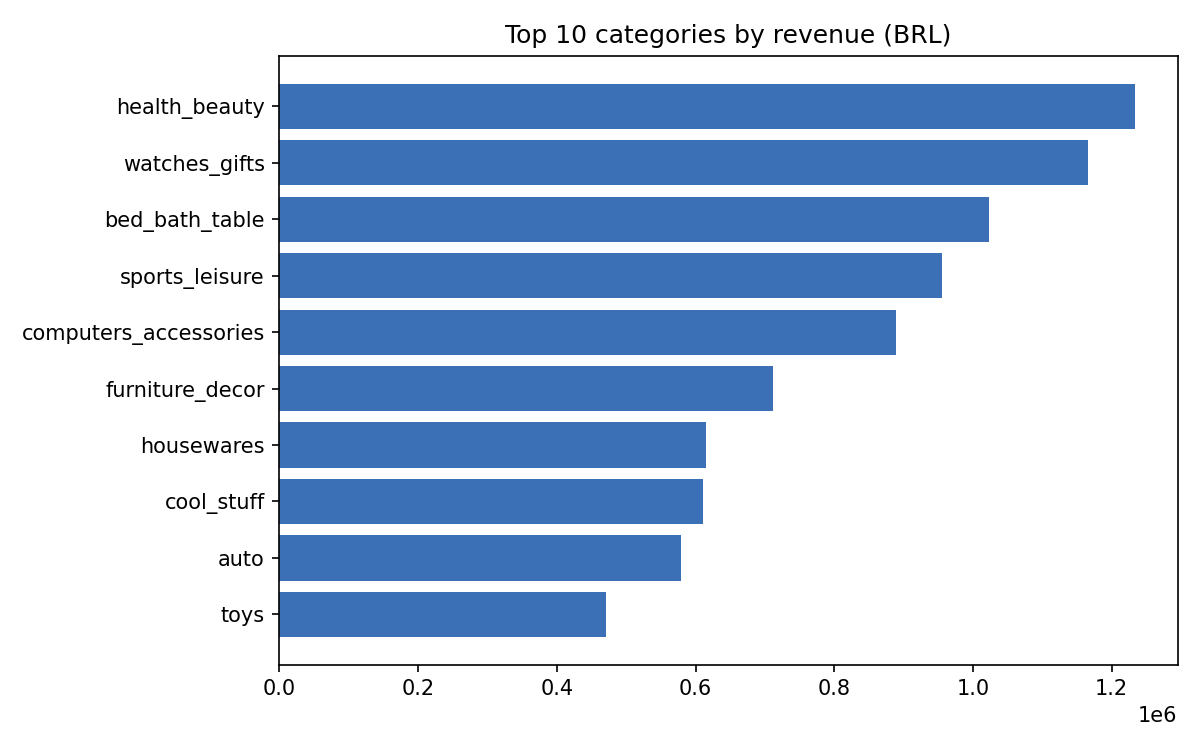 Top 10 categories by revenue (BRL)
health_beauty
watches_gifts
bed_bath_table
sports_leisure
computers_accessories
furniture_decor
housewares
cool_stuff
auto
toys
0.0 0.2 0.4 0.6 0.8 1.0 1.2
1e6